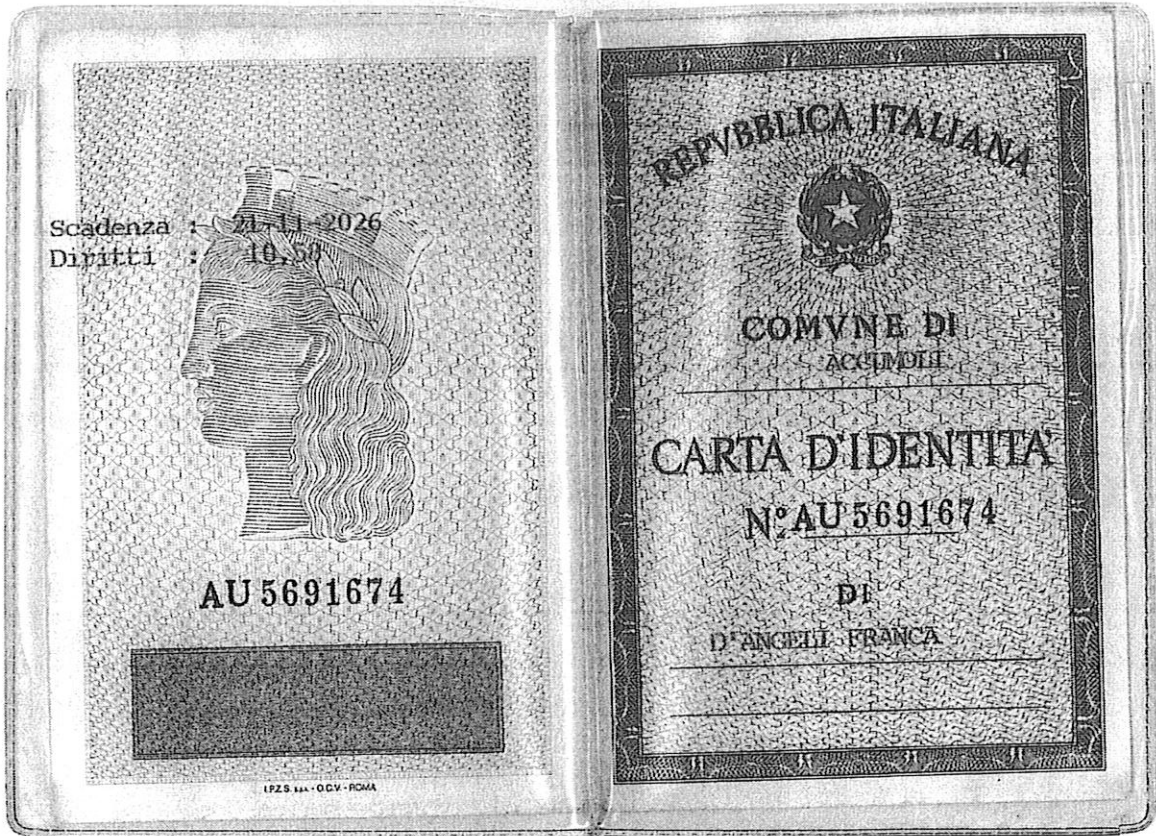 Scadenza : 21-11-2026
Diritti :
AU 5691674
I.P.Z.S. S.p.A. - O.C.V. - ROMA
REPVBBLICA ITALIANA
COMVNE DI
ACCUMOLI
CARTA D'IDENTITA'
N° AU 5691674
DI
D'ANGELI FRANCA